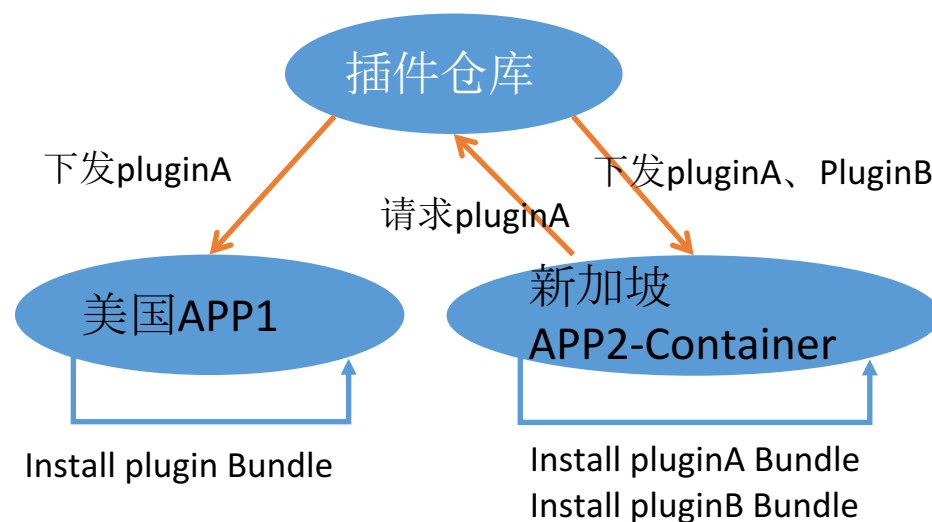 插件仓库
下发pluginA
下发pluginA、PluginB
请求pluginA
美国APP1
新加坡
APP2-Container
Install plugin Bundle
Install pluginA Bundle
Install pluginB Bundle